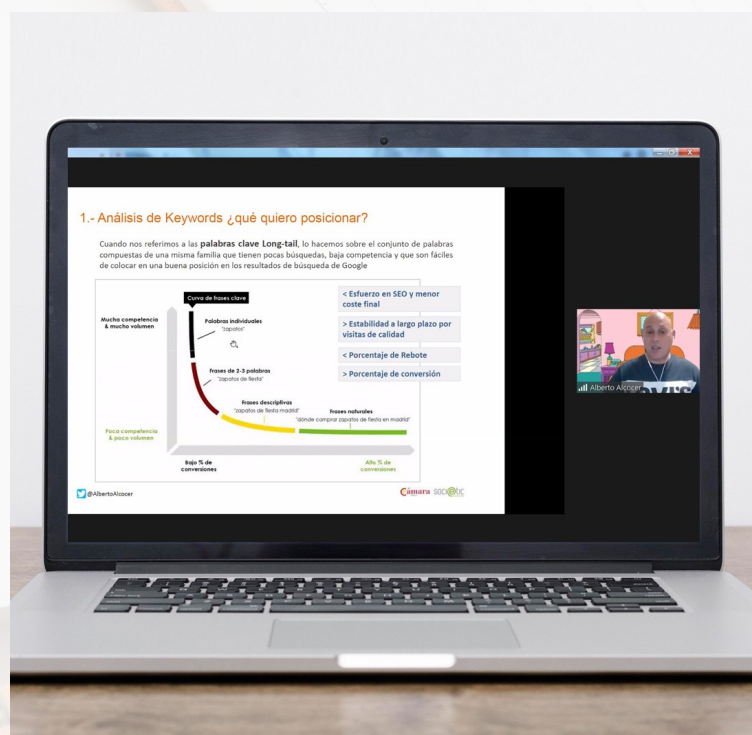 1.- Análisis de Keywords ¿qué quiero posicionar?
Cuando nos referimos a las palabras clave Long-tail, lo hacemos sobre el conjunto de palabras
compuestas de una misma familia que tienen pocas búsquedas, baja competencia y que son fáciles
de colocar en una buena posición en los resultados de búsqueda de Google
Curva de frases clave
Mucha competencia
& mucho volumen
Palabras individuales
"zapatos"
Frases de 2-3 palabras
"zapatos de fiesta"
Frases descriptivas
"zapatos de fiesta madrid"
Frases naturales
"dónde comprar zapatos de fiesta en madrid"
Poca competencia
& poco volumen
Bajo % de
conversiones
Alto % de
conversiones
< Esfuerzo en SEO y menor
coste final
> Estabilidad a largo plazo por
visitas de calidad
< Porcentaje de Rebote
> Porcentaje de conversión
@AlbertoAlcocer
Cámara
soci@tic
Alberto Alcocer